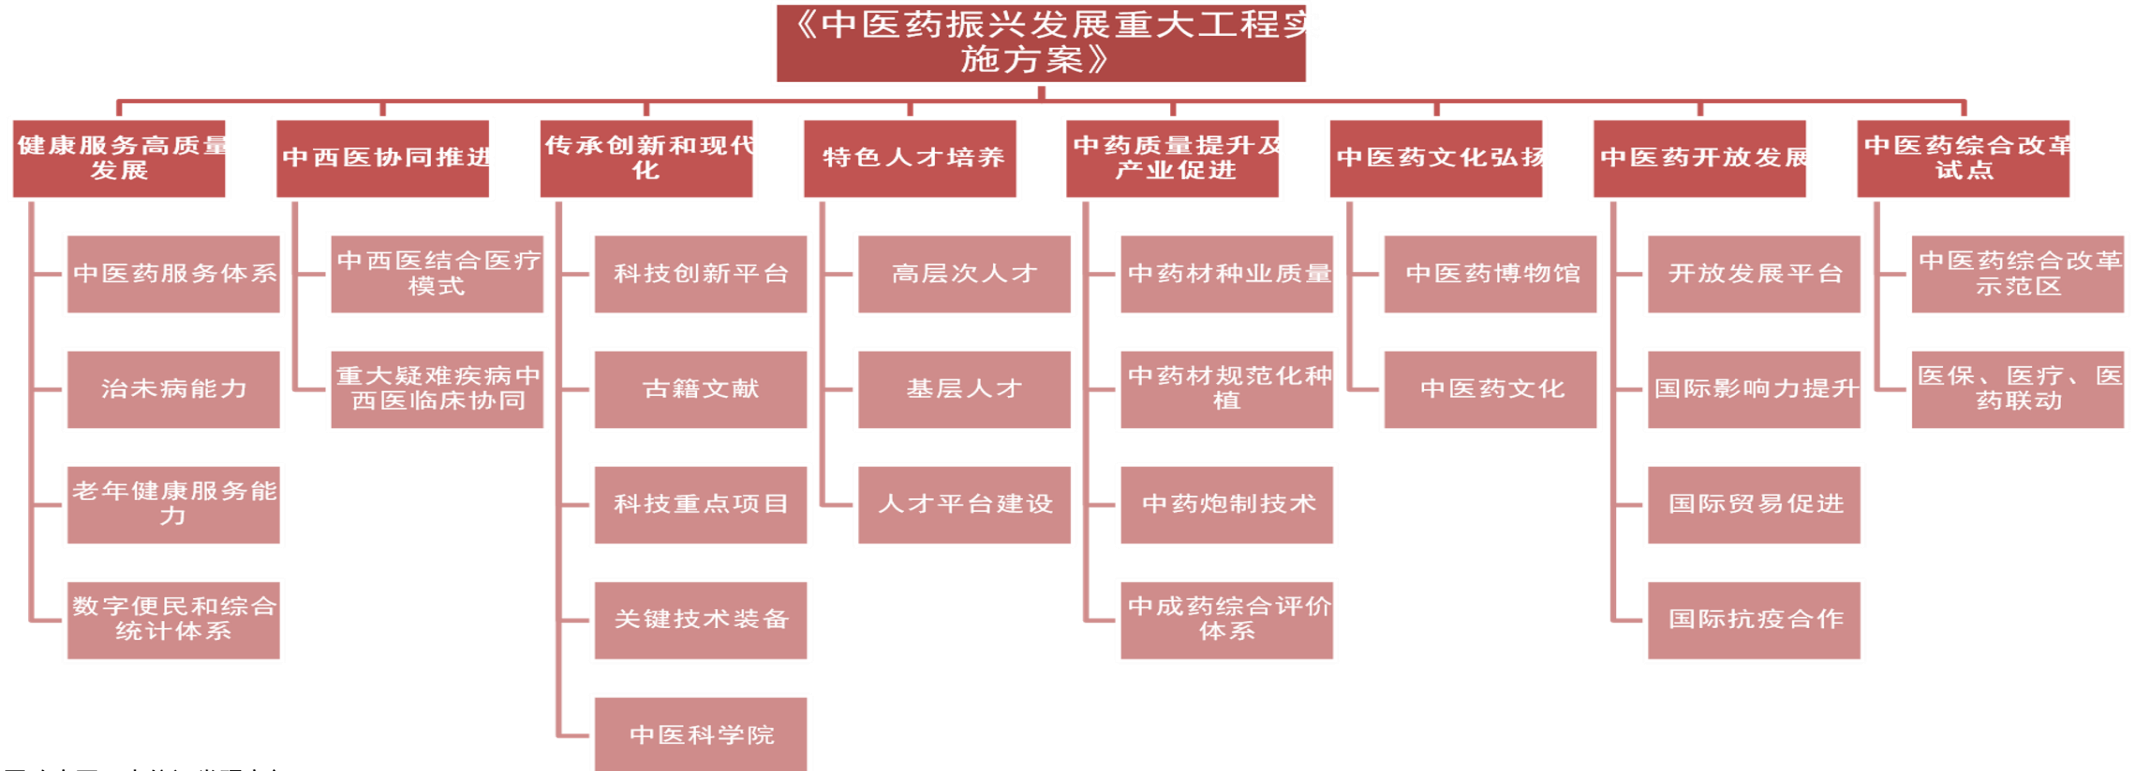 《中医药振兴发展重大工程实
施方案》
健康服务高质量
发展
中医药服务体系
治未病能力
老年健康服务能
力
数字便民和综合
统计体系
中西医协同推进
中西医结合医疗
模式
重大疑难疾病中
西医临床协同
传承创新和现代
化
科技创新平台
古籍文献
科技重点项目
关键技术装备
中医科学院
特色人才培养
高层次人才
基层人才
人才平台建设
中药质量提升及
产业促进
中药材种业质量
中药材规范化种
植
中药炮制技术
中成药综合评价
体系
中医药文化弘扬
中医药博物馆
中医药文化
中医药开放发展
开放发展平台
国际影响力提升
国际贸易促进
国际抗疫合作
中医药综合改革
试点
中医药综合改革
示范区
医保、医疗、医
药联动